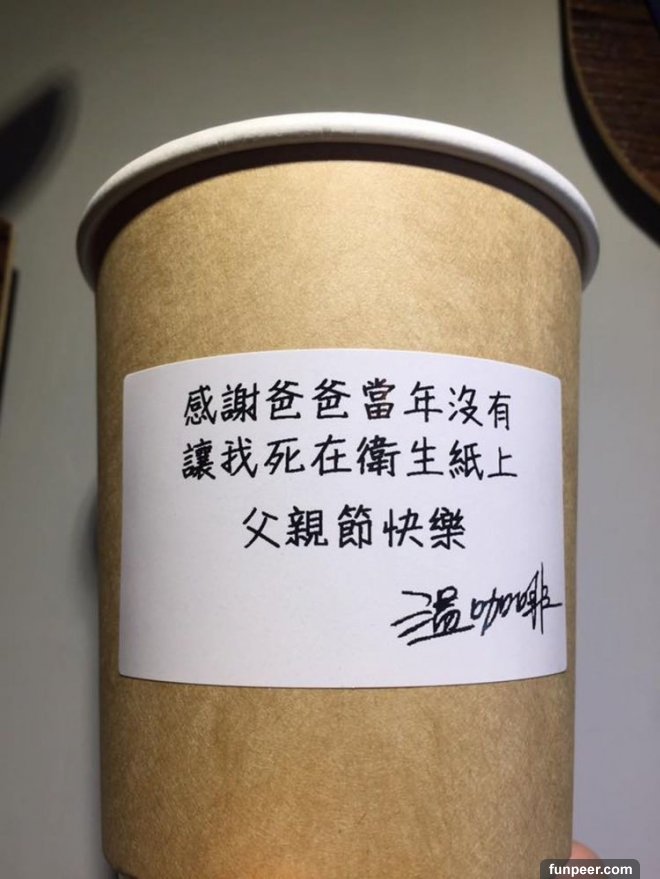 感謝爸爸當年沒有
讓我死在衛生紙上
父親節快樂
溫咖啡
funpeer.com